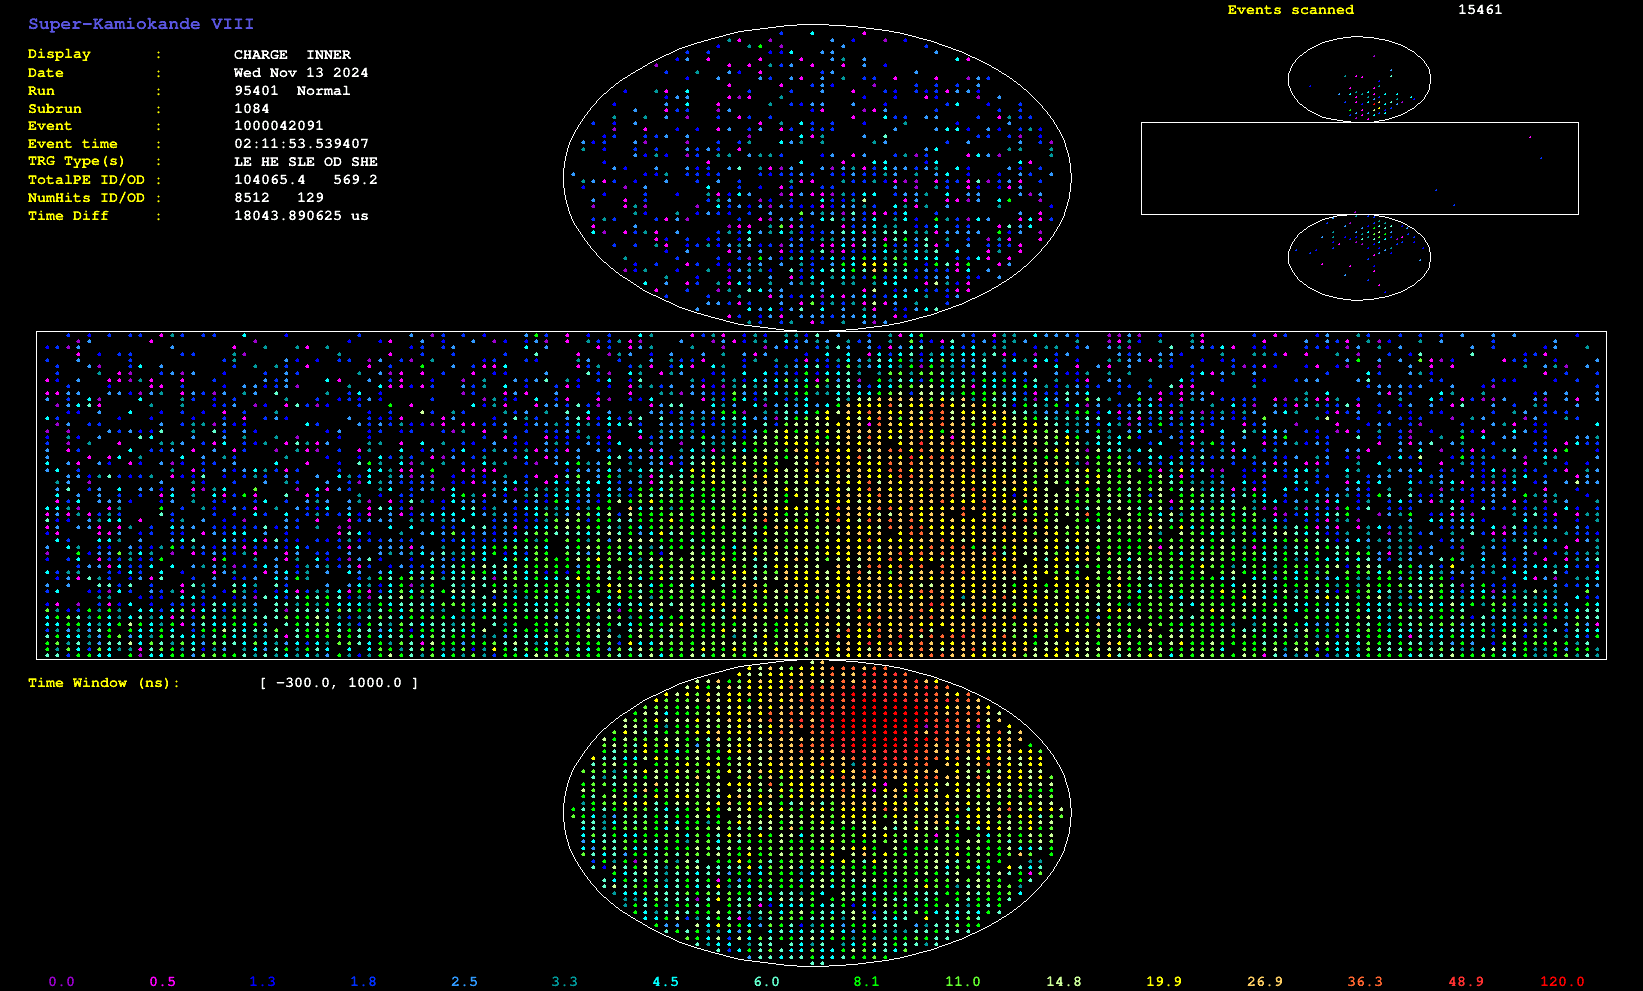 Super-Kamiokande VIII
Events scanned 15461
Display : CHARGE INNER
Date : Wed Nov 13 2024
Run : 95401 Normal
Subrun : 1084
Event : 1000042091
Event time : 02:11:53.539407
TRG Type(s) : LE HE SLE OD SHE
TotalPE ID/OD : 104065.4 569.2
NumHits ID/OD : 8512 129
Time Diff : 18043.890625 us
Time Window (ns): [ -300.0, 1000.0 ]
0.0 0.5 1.3 1.8 2.5 3.3 4.5 6.0 8.1 11.0 14.8 19.9 26.9 36.3 48.9 120.0